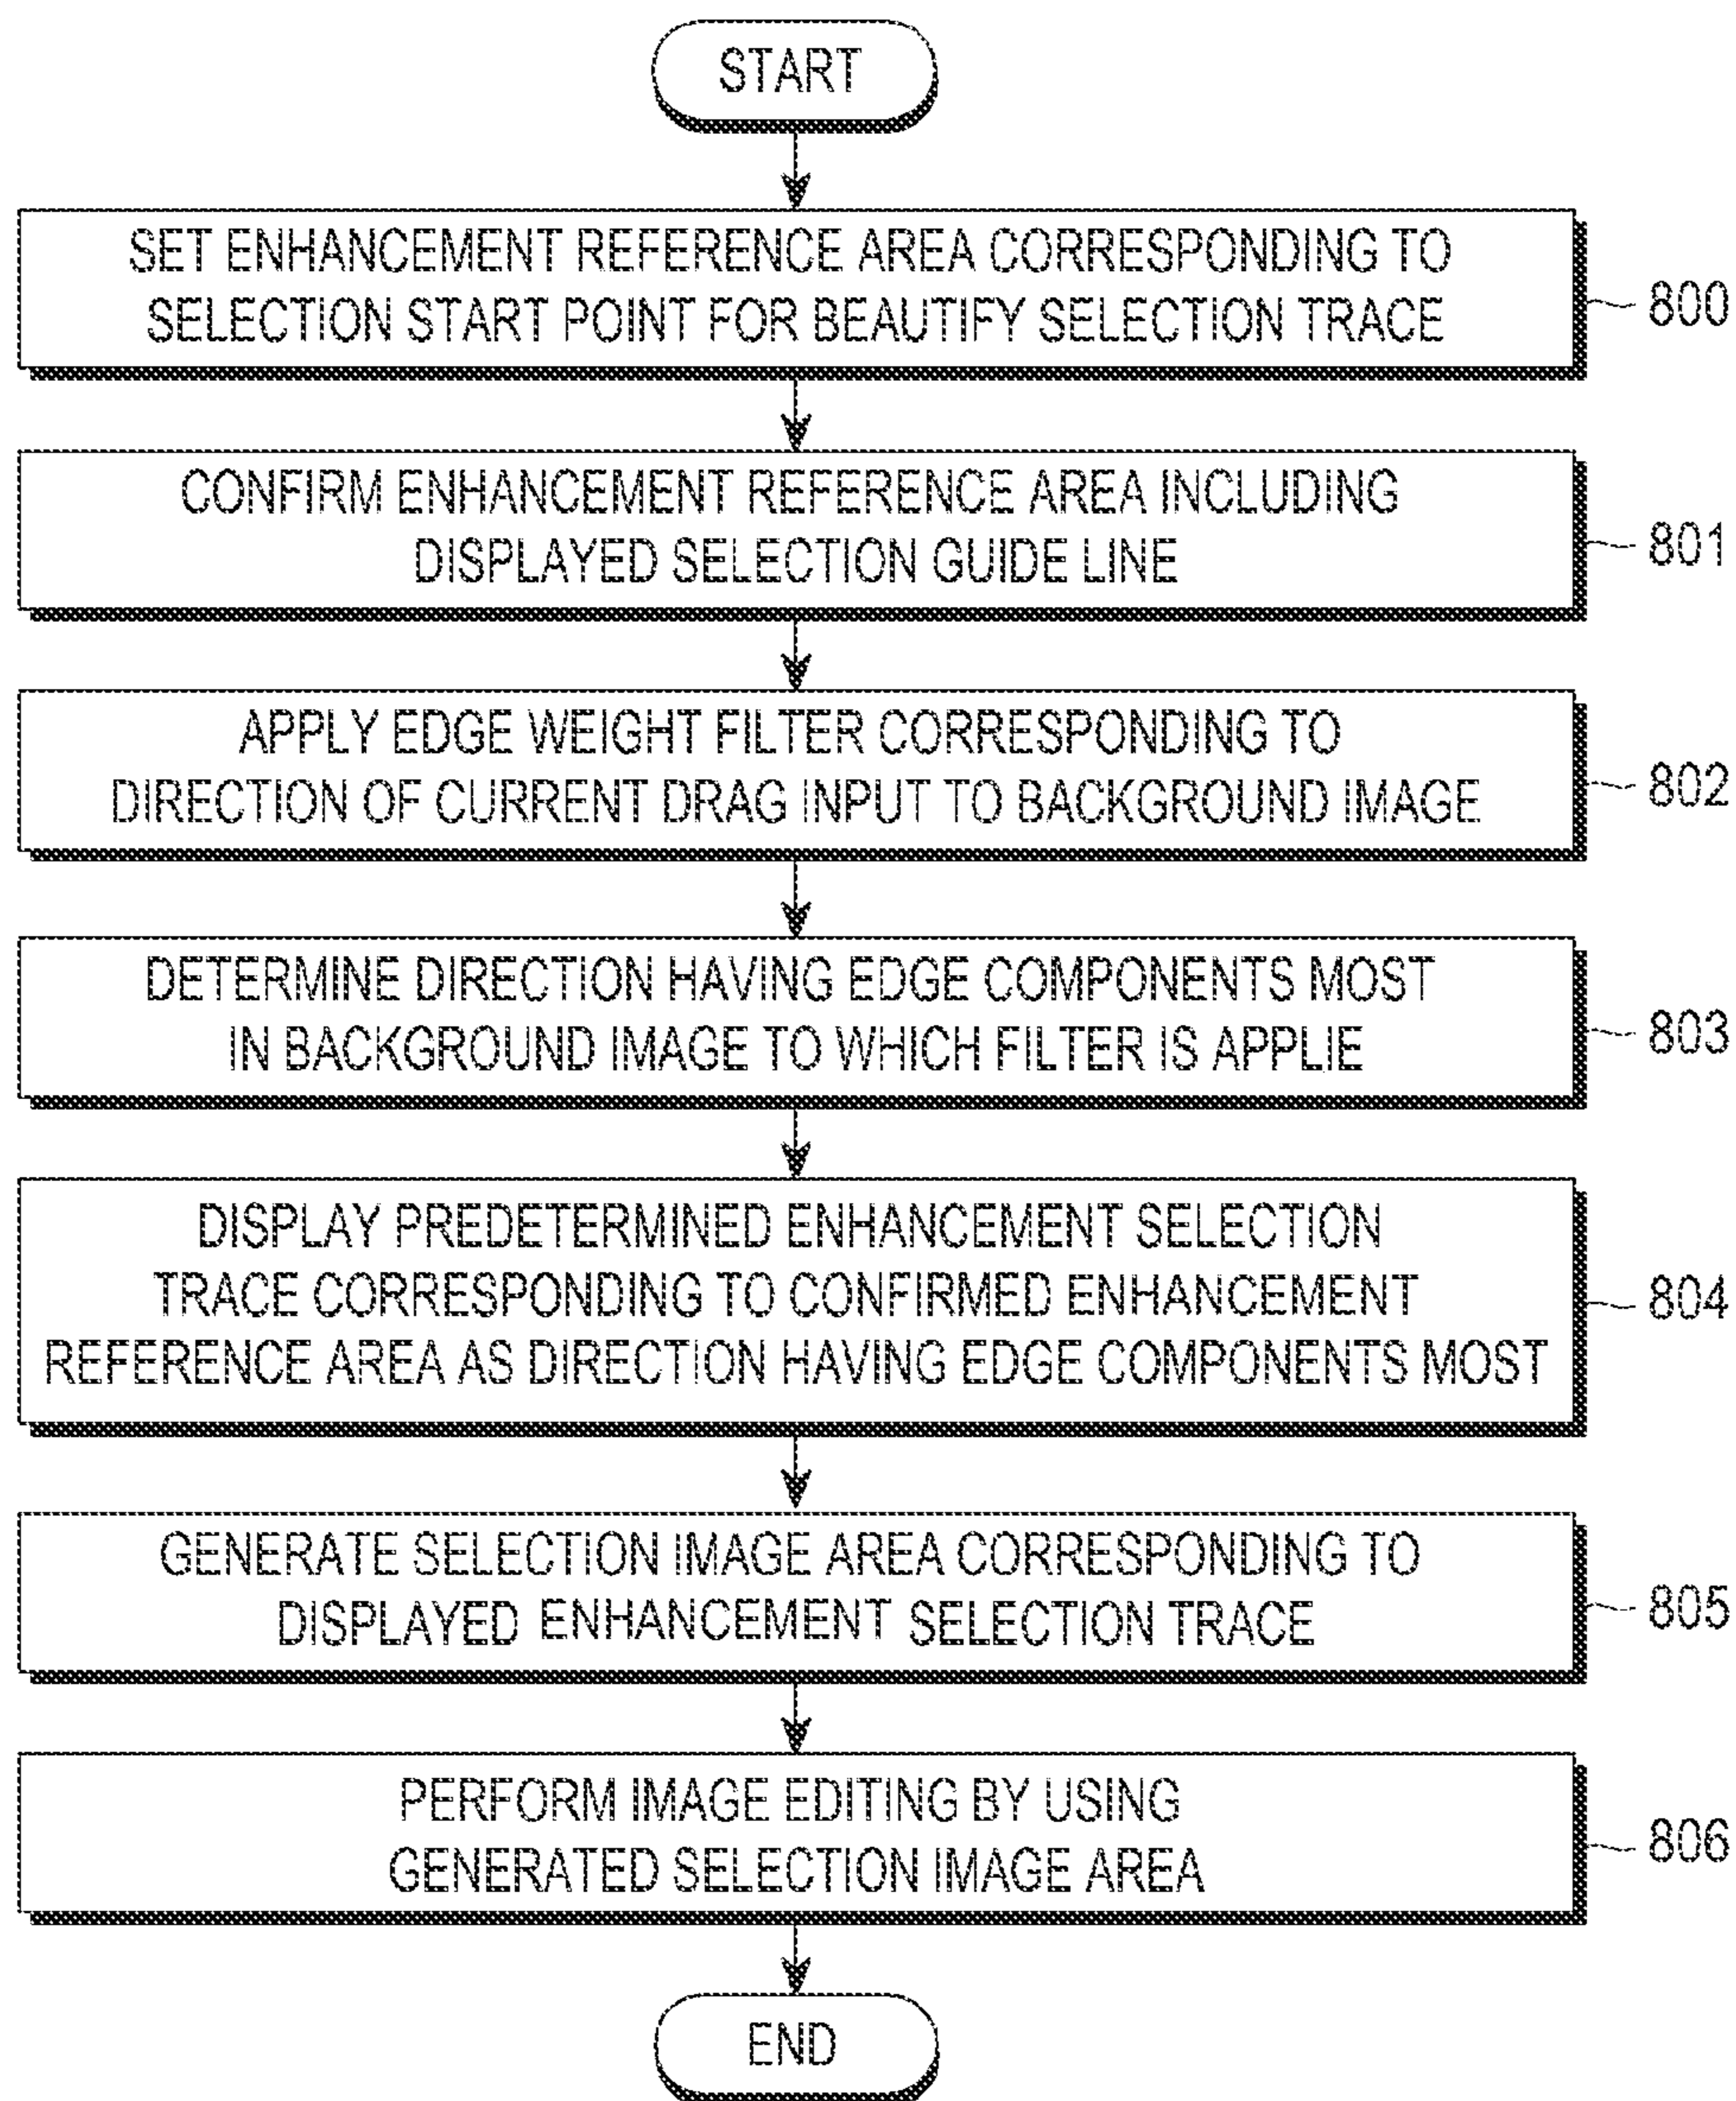 START
SET ENHANCEMENT REFERENCE AREA CORRESPONDING TO
SELECTION START POINT FOR BEAUTIFY SELECTION TRACE
800
CONFIRM ENHANCEMENT REFERENCE AREA INCLUDING
DISPLAYED SELECTION GUIDE LINE
801
APPLY EDGE WEIGHT FILTER CORRESPONDING TO
DIRECTION OF CURRENT DRAG INPUT TO BACKGROUND IMAGE
802
DETERMINE DIRECTION HAVING EDGE COMPONENTS MOST
IN BACKGROUND IMAGE TO WHICH FILTER IS APPLIE
803
DISPLAY PREDETERMINED ENHANCEMENT SELECTION
TRACE CORRESPONDING TO CONFIRMED ENHANCEMENT
REFERENCE AREA AS DIRECTION HAVING EDGE COMPONENTS MOST
804
GENERATE SELECTION IMAGE AREA CORRESPONDING TO
DISPLAYED ENHANCEMENT SELECTION TRACE
805
PERFORM IMAGE EDITING BY USING
GENERATED SELECTION IMAGE AREA
806
END